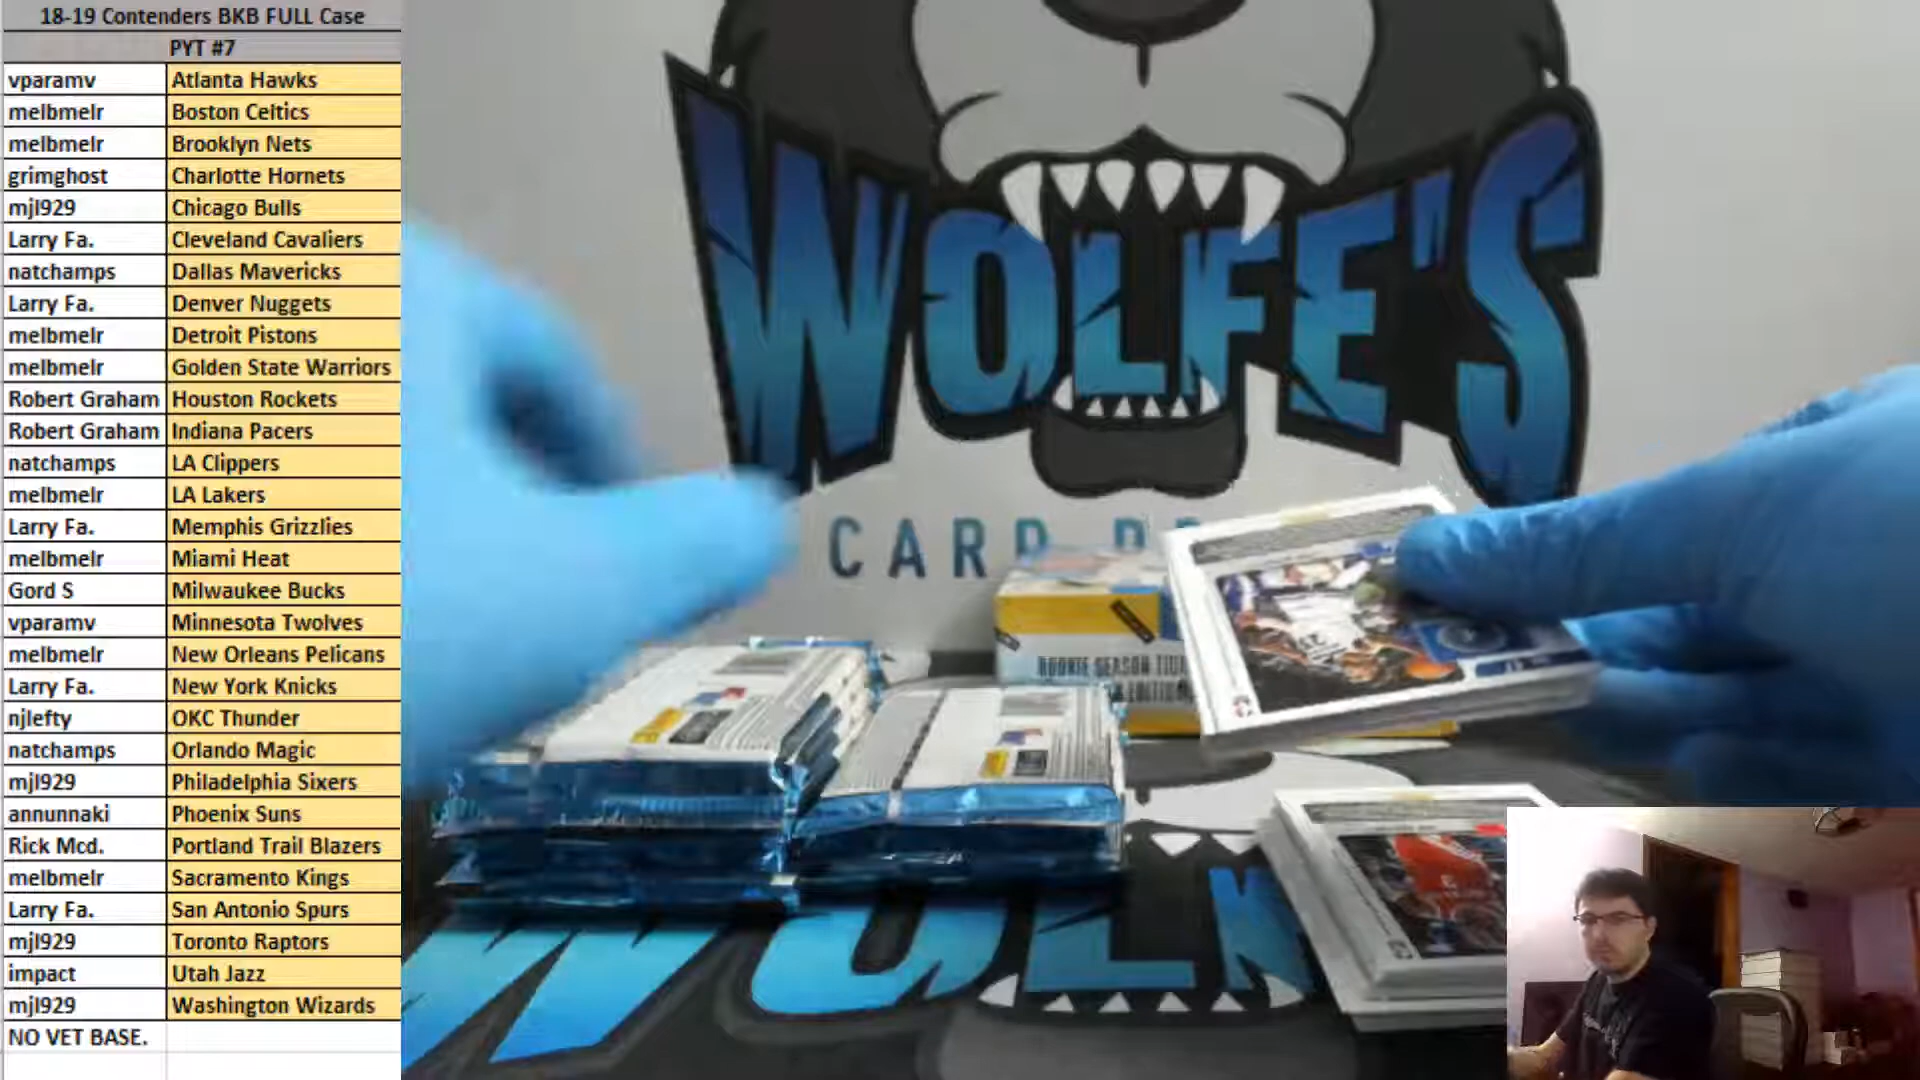 18-19 Contenders BKB FULL Case
PYT #7
vparamv Atlanta Hawks
melbmelr Boston Celtics
melbmelr Brooklyn Nets
grimghost Charlotte Hornets
mjl929 Chicago Bulls
Larry Fa. Cleveland Cavaliers
natchamps Dallas Mavericks
Larry Fa. Denver Nuggets
melbmelr Detroit Pistons
melbmelr Golden State Warriors
Robert Graham Houston Rockets
Robert Graham Indiana Pacers
natchamps LA Clippers
melbmelr LA Lakers
Larry Fa. Memphis Grizzlies
melbmelr Miami Heat
Gord S Milwaukee Bucks
vparamv Minnesota Twolves
melbmelr New Orleans Pelicans
Larry Fa. New York Knicks
njlefty OKC Thunder
natchamps Orlando Magic
mjl929 Philadelphia Sixers
annunnaki Phoenix Suns
Rick Mcd. Portland Trail Blazers
melbmelr Sacramento Kings
Larry Fa. San Antonio Spurs
mjl929 Toronto Raptors
impact Utah Jazz
mjl929 Washington Wizards
NO VET BASE.
WOLFE'S
CARD
ROOKIE SEASON